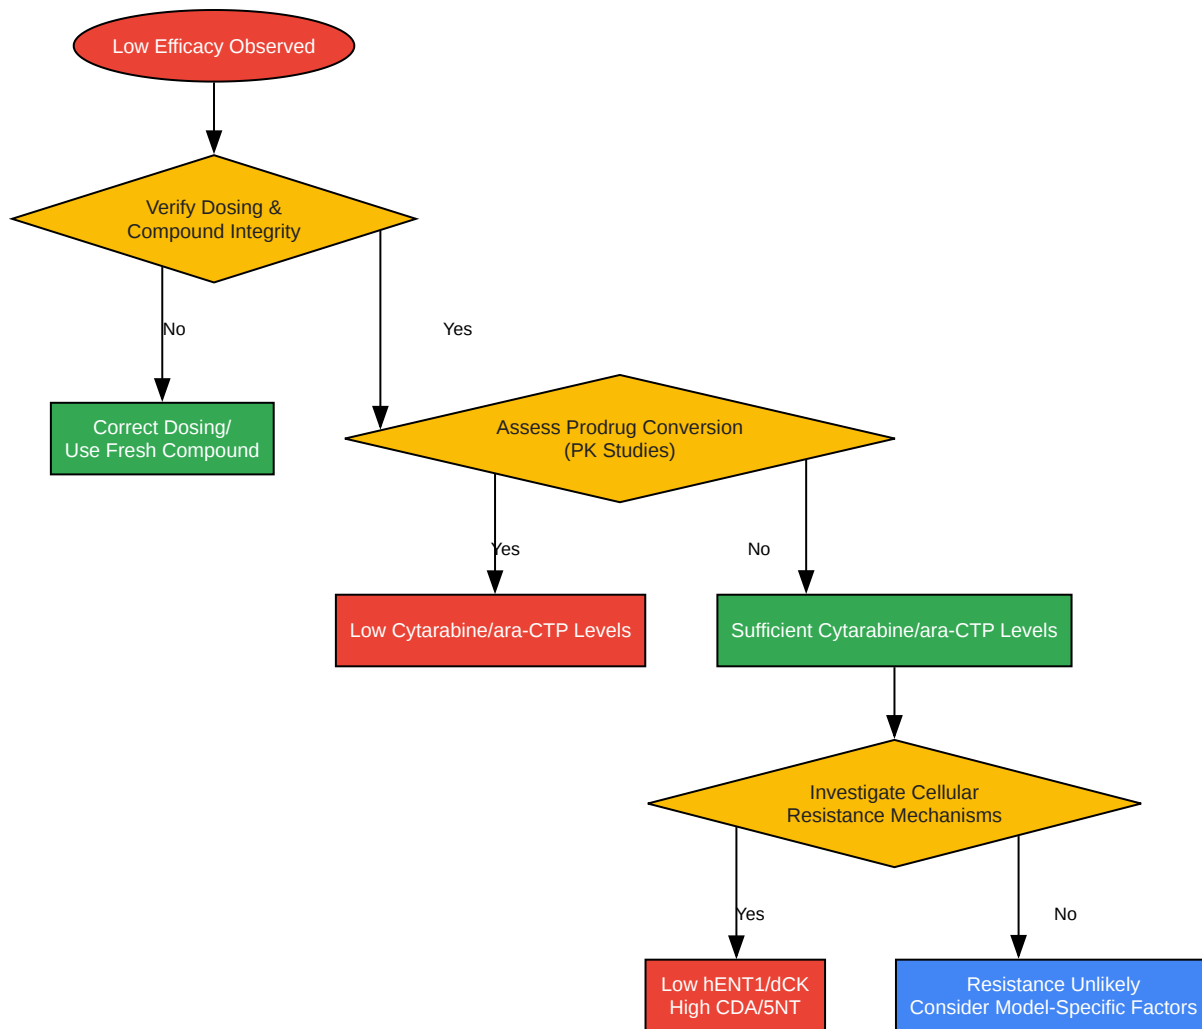 Low Efficacy Observed
Verify Dosing &
Compound Integrity
No
Yes
Correct Dosing/
Use Fresh Compound
Assess Prodrug Conversion
(PK Studies)
Yes
No
Low Cytarabine/ara-CTP Levels
Sufficient Cytarabine/ara-CTP Levels
Investigate Cellular
Resistance Mechanisms
Yes
No
Low hENT1/dCK
High CDA/5NT
Resistance Unlikely
Consider Model-Specific Factors